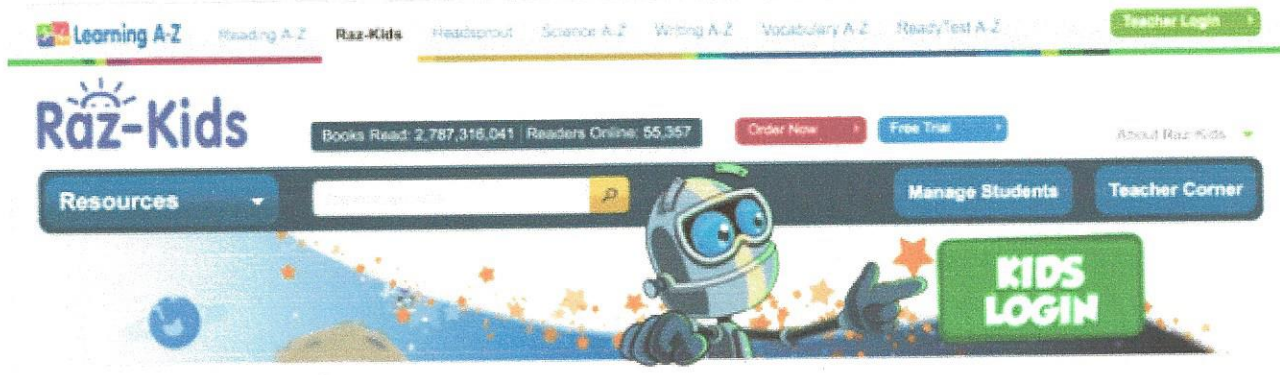 Learning A-Z Reading A-Z Raz-Kids Headsprout Science A-Z Writing A-Z Vocabulary A-Z ReadyTest A-Z Teacher Login
Raz-Kids
Books Read: 2,787,316,041 Readers Online: 55,357 Order Now Free Trial About Raz-Kids
Resources Manage Students Teacher Corner
KIDS
LOGIN